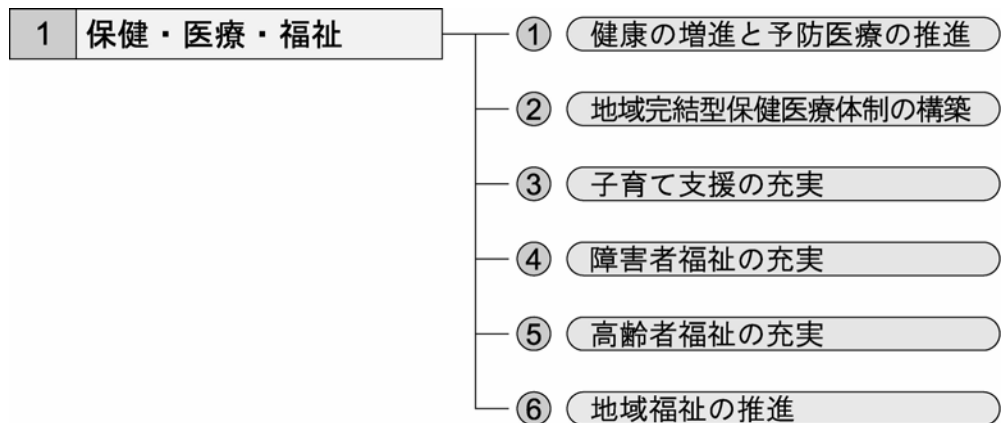 1 保健・医療・福祉
① 健康の増進と予防医療の推進
② 地域完結型保健医療体制の構築
③ 子育て支援の充実
④ 障害者福祉の充実
⑤ 高齢者福祉の充実
⑥ 地域福祉の推進